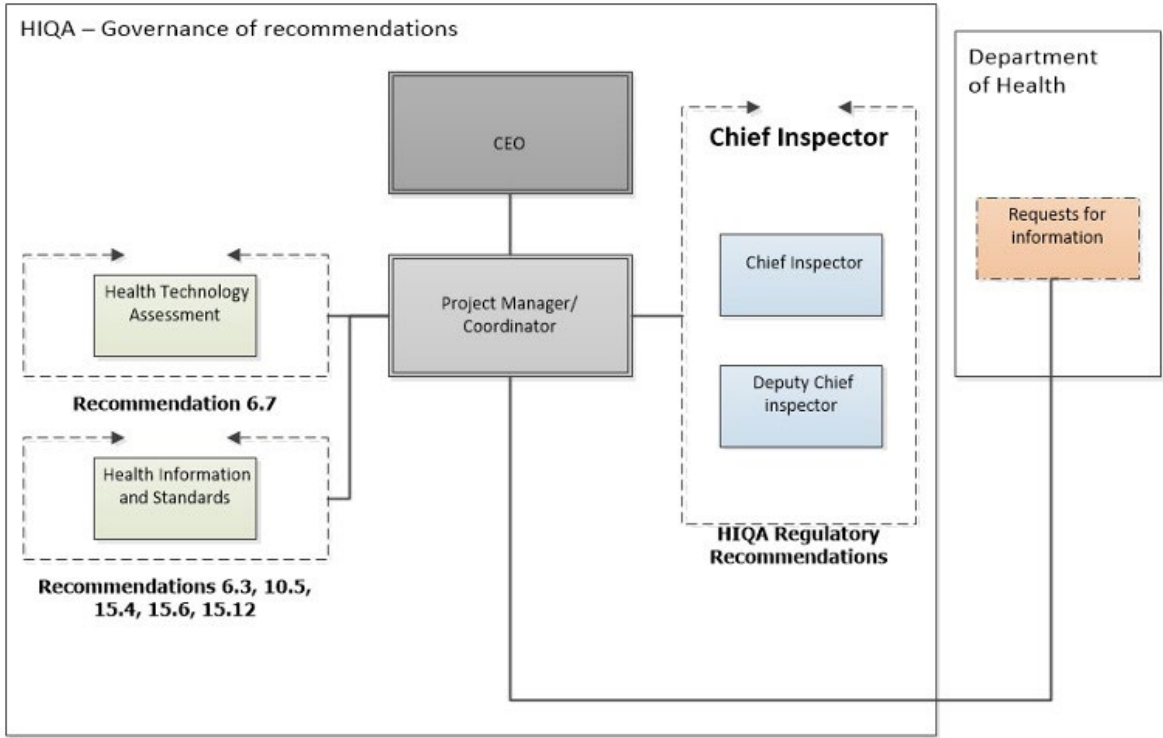 HIQA – Governance of recommendations
Department
of Health
CEO
Chief Inspector
Requests for
information
Chief Inspector
Health Technology
Assessment
Project Manager/
Coordinator
Deputy Chief
inspector
Recommendation 6.7
Health Information
and Standards
HIQA Regulatory
Recommendations
Recommendations 6.3, 10.5,
15.4, 15.6, 15.12